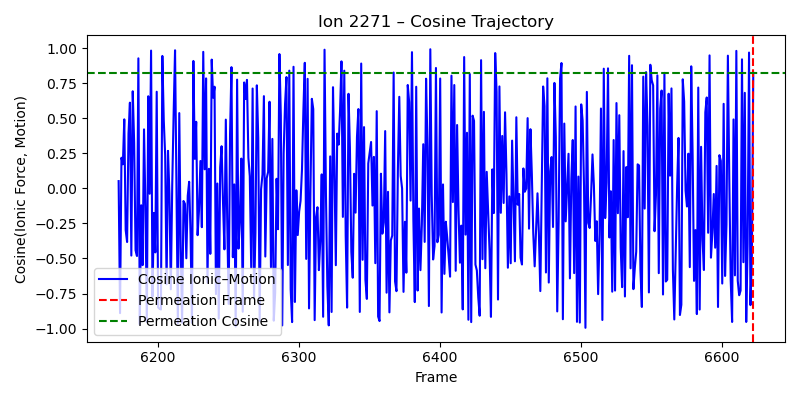 Ion 2271 – Cosine Trajectory
Cosine(Ionic Force, Motion)
1.00
0.75
0.50
0.25
0.00
−0.25
−0.50
−0.75
−1.00
Cosine Ionic–Motion
Permeation Frame
Permeation Cosine
6200
6300
6400
6500
6600
Frame